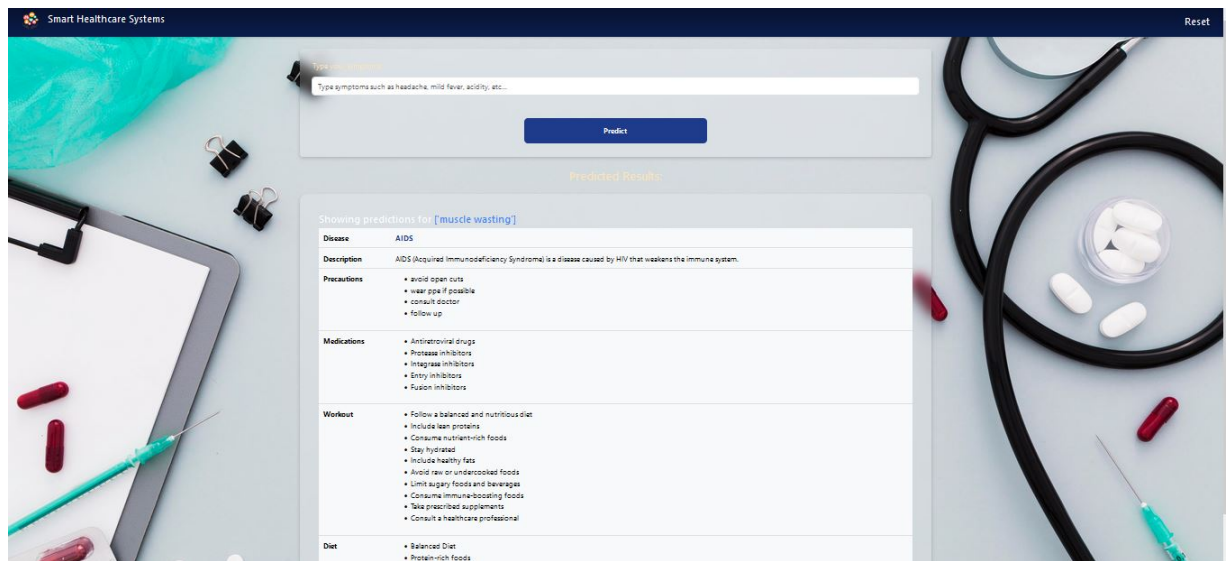 Smart Healthcare Systems
Reset
Type symptoms such as headache, mild fever, acidity, etc...
Predict
Predicted Results
Showing predictions for ['muscle wasting']
Disease AIDS
Description AIDS (Acquired Immunodeficiency Syndrome) is a disease caused by HIV that weakens the immune system.
Precautions • avoid open cuts
• wear ppe if possible
• consult doctor
• follow up
Medications • Antiretroviral drugs
• Protease inhibitors
• Integrase inhibitors
• Entry inhibitors
• Fusion inhibitors
Workout • Follow a balanced and nutritious diet
• Include lean proteins
• Consume nutrient-rich foods
• Stay hydrated
• Include healthy fats
• Avoid raw or undercooked foods
• Limit sugary foods and beverages
• Consume immune-boosting foods
• Take prescribed supplements
• Consult a healthcare professional
Diet • Balanced Diet
• Protein-rich foods